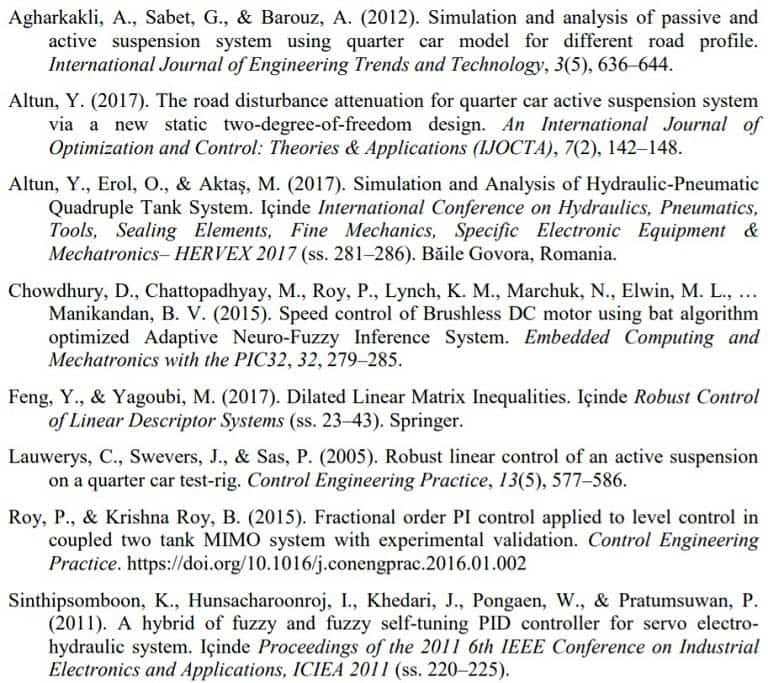 Agharkakli, A., Sabet, G., & Barouz, A. (2012). Simulation and analysis of passive and
active suspension system using quarter car model for different road profile.
International Journal of Engineering Trends and Technology, 3(5), 636–644.
Altun, Y. (2017). The road disturbance attenuation for quarter car active suspension system
via a new static two-degree-of-freedom design. An International Journal of
Optimization and Control: Theories & Applications (IJOCTA), 7(2), 142–148.
Altun, Y., Erol, O., & Aktaş, M. (2017). Simulation and Analysis of Hydraulic-Pneumatic
Quadruple Tank System. Içinde International Conference on Hydraulics, Pneumatics,
Tools, Sealing Elements, Fine Mechanics, Specific Electronic Equipment &
Mechatronics– HERVEX 2017 (ss. 281–286). Băile Govora, Romania.
Chowdhury, D., Chattopadhyay, M., Roy, P., Lynch, K. M., Marchuk, N., Elwin, M. L., …
Manikandan, B. V. (2015). Speed control of Brushless DC motor using bat algorithm
optimized Adaptive Neuro-Fuzzy Inference System. Embedded Computing and
Mechatronics with the PIC32, 32, 279–285.
Feng, Y., & Yagoubi, M. (2017). Dilated Linear Matrix Inequalities. Içinde Robust Control
of Linear Descriptor Systems (ss. 23–43). Springer.
Lauwerys, C., Swevers, J., & Sas, P. (2005). Robust linear control of an active suspension
on a quarter car test-rig. Control Engineering Practice, 13(5), 577–586.
Roy, P., & Krishna Roy, B. (2015). Fractional order PI control applied to level control in
coupled two tank MIMO system with experimental validation. Control Engineering
Practice. https://doi.org/10.1016/j.conengprac.2016.01.002
Sinthipsomboon, K., Hunsacharoonroj, I., Khedari, J., Pongaen, W., & Pratumsuwan, P.
(2011). A hybrid of fuzzy and fuzzy self-tuning PID controller for servo electro-
hydraulic system. Içinde Proceedings of the 2011 6th IEEE Conference on Industrial
Electronics and Applications, ICIEA 2011 (ss. 220–225).